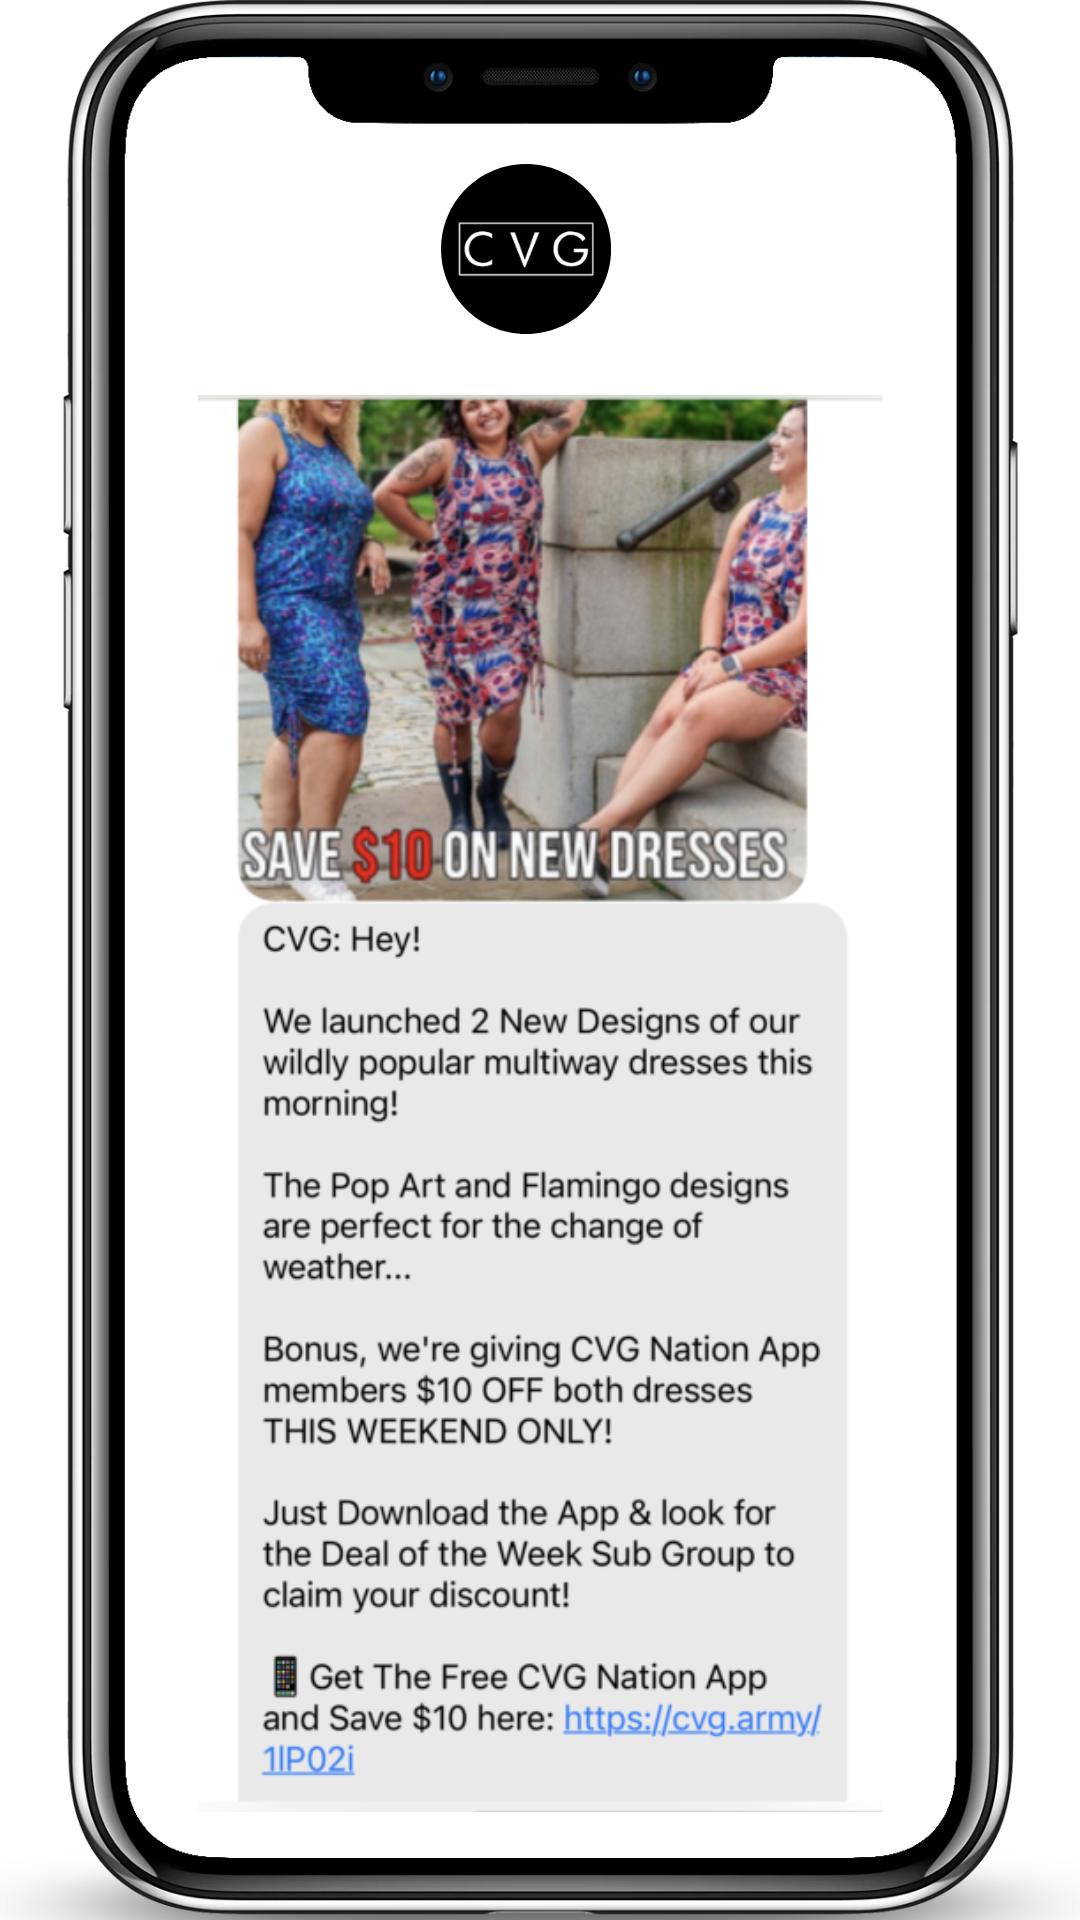 CVG
SAVE $10 ON NEW DRESSES
CVG: Hey!
We launched 2 New Designs of our
wildly popular multiway dresses this
morning!
The Pop Art and Flamingo designs
are perfect for the change of
weather...
Bonus, we're giving CVG Nation App
members $10 OFF both dresses
THIS WEEKEND ONLY!
Just Download the App & look for
the Deal of the Week Sub Group to
claim your discount!
📱 Get The Free CVG Nation App
and Save $10 here: https://cvg.army/
1lP02i